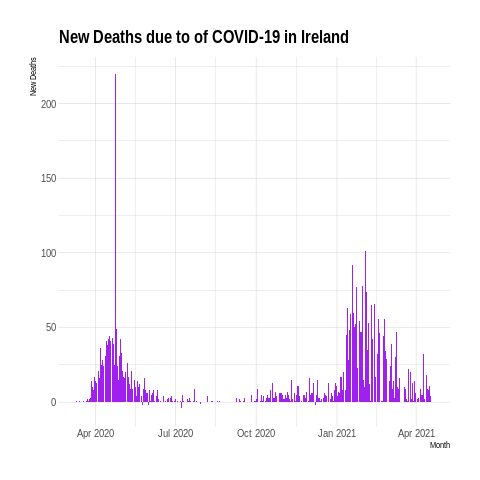 New Deaths due to of COVID-19 in Ireland
New Deaths
200
150
100
50
0
Apr 2020 Jul 2020 Oct 2020 Jan 2021 Apr 2021
Month